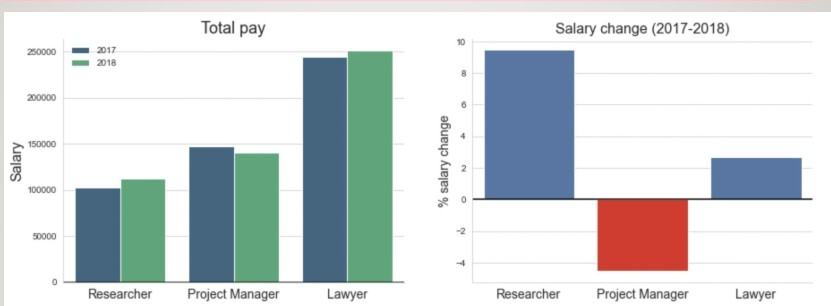 Total pay
2017
2018
Salary
250000
200000
150000
100000
50000
0
Researcher Project Manager Lawyer
Salary change (2017-2018)
% salary change
10
8
6
4
2
0
−2
−4
Researcher Project Manager Lawyer